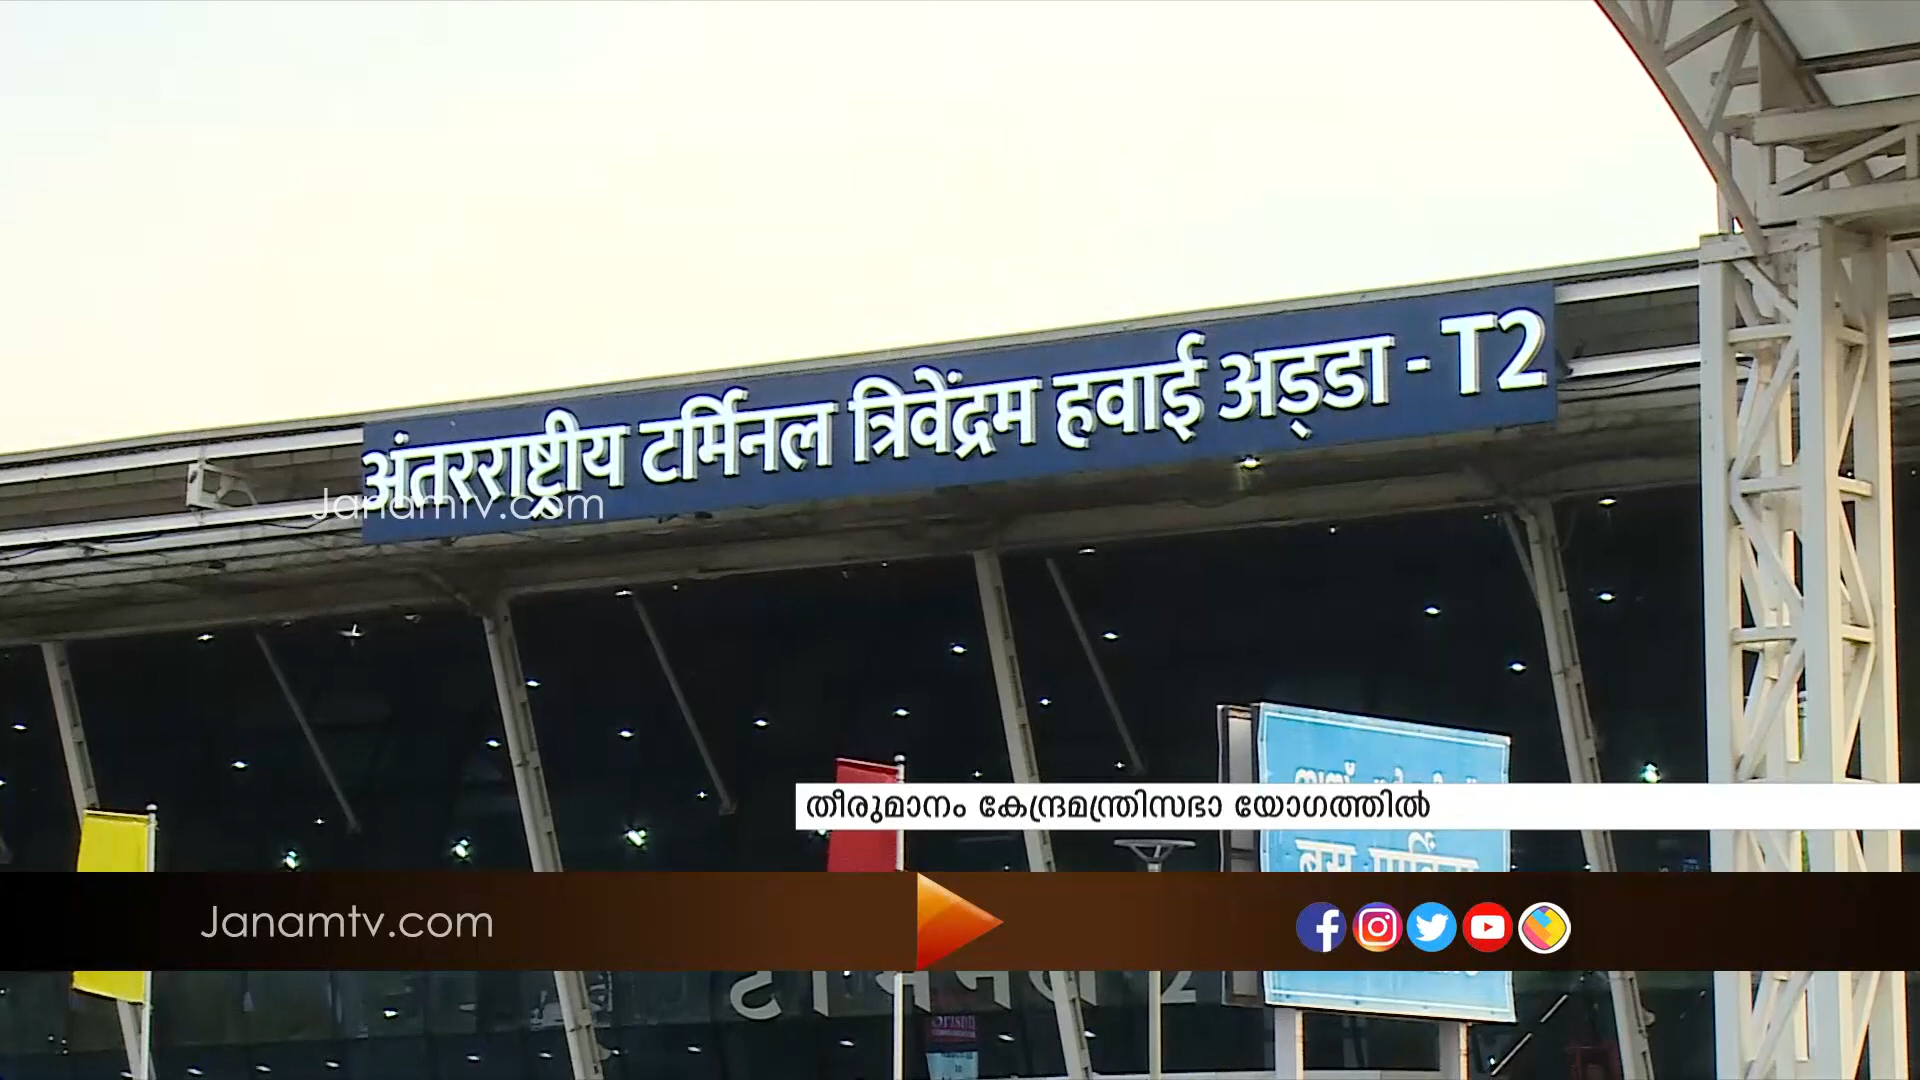 अंतरराष्ट्रीय टर्मिनल त्रिवेंद्रम हवाई अड्डा - T2
Janamtv.com
തീരുമാനം കേന്ദ്രമന്ത്രിസഭാ യോഗത്തിൽ
Janamtv.com